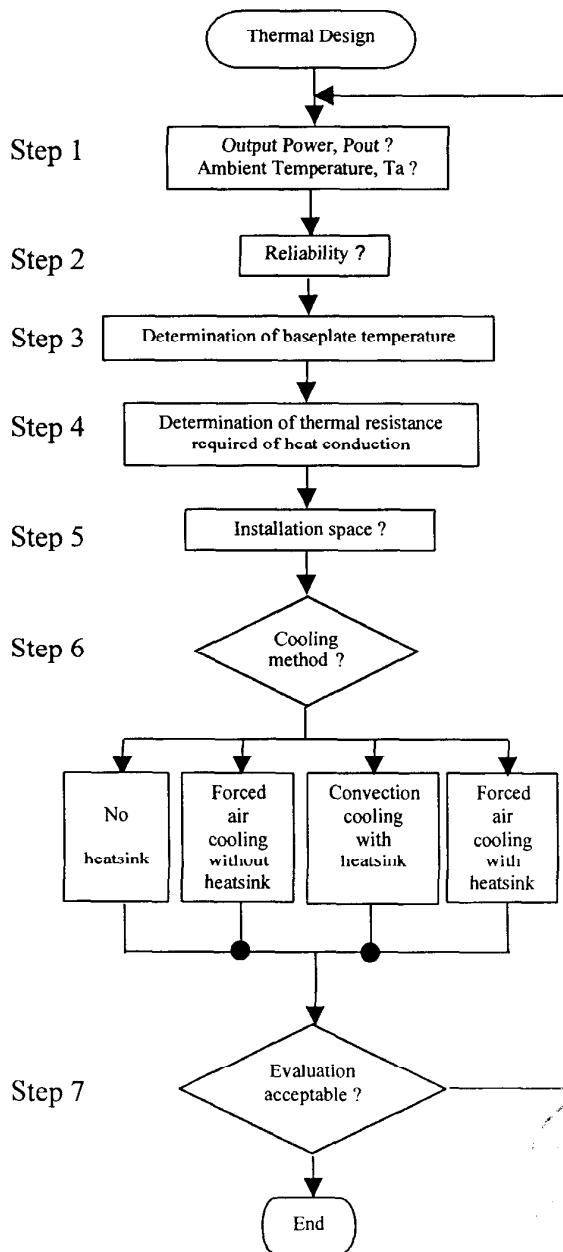 Thermal Design
Step 1
Output Power, Pout ?
Ambient Temperature, Ta ?
Step 2
Reliability ?
Step 3
Determination of baseplate temperature
Step 4
Determination of thermal resistance
required of heat conduction
Step 5
Installation space ?
Step 6
Cooling
method ?
No
heatsink
Forced
air
cooling
without
heatsink
Convection
cooling
with
heatsink
Forced
air
cooling
with
heatsink
Step 7
Evaluation
acceptable ?
End